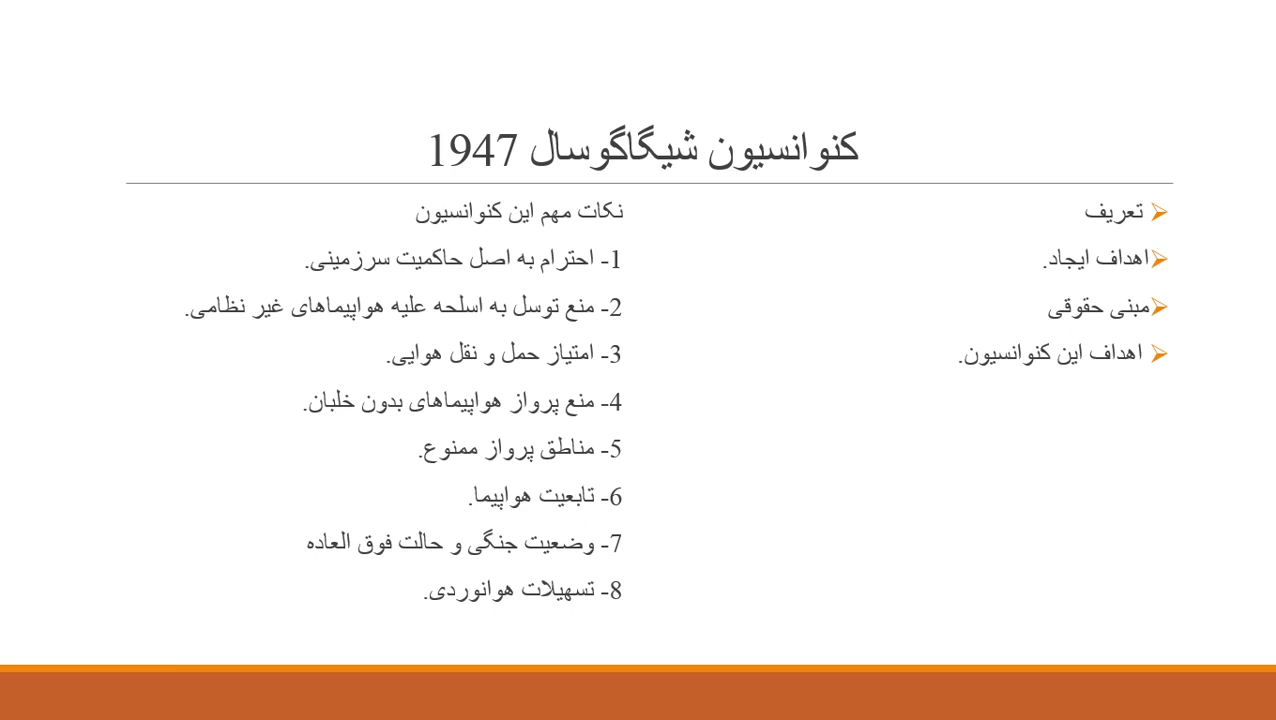 کنوانسیون شیگاگوسال 1947
تعریف
اهداف ایجاد.
مبنی حقوقی
اهداف این کنوانسیون.
نکات مهم این کنوانسیون
1- احترام به اصل حاکمیت سرزمینی.
2- منع توسل به اسلحه علیه هواپیماهای غیر نظامی.
3- امتیاز حمل و نقل هوایی.
4- منع پرواز هواپیماهای بدون خلبان.
5- مناطق پرواز ممنوع.
6- تابعیت هواپیما.
7- وضعیت جنگی و حالت فوق العاده
8- تسهیلات هوانوردی.